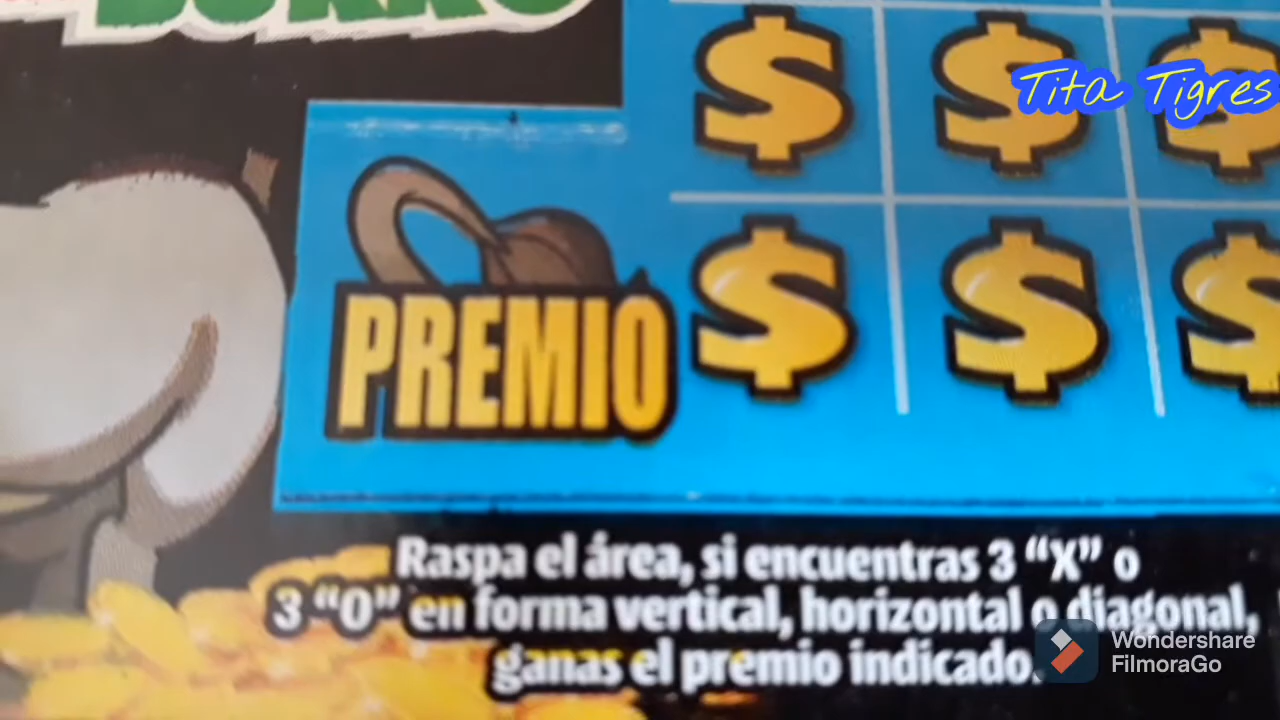 BURRO
Tita Tigres
PREMIO
Raspa el área, si encuentras 3 “X” o
3 “O” en forma vertical, horizontal o diagonal,
ganas el premio indicado.
Wondershare
FilmoraGo